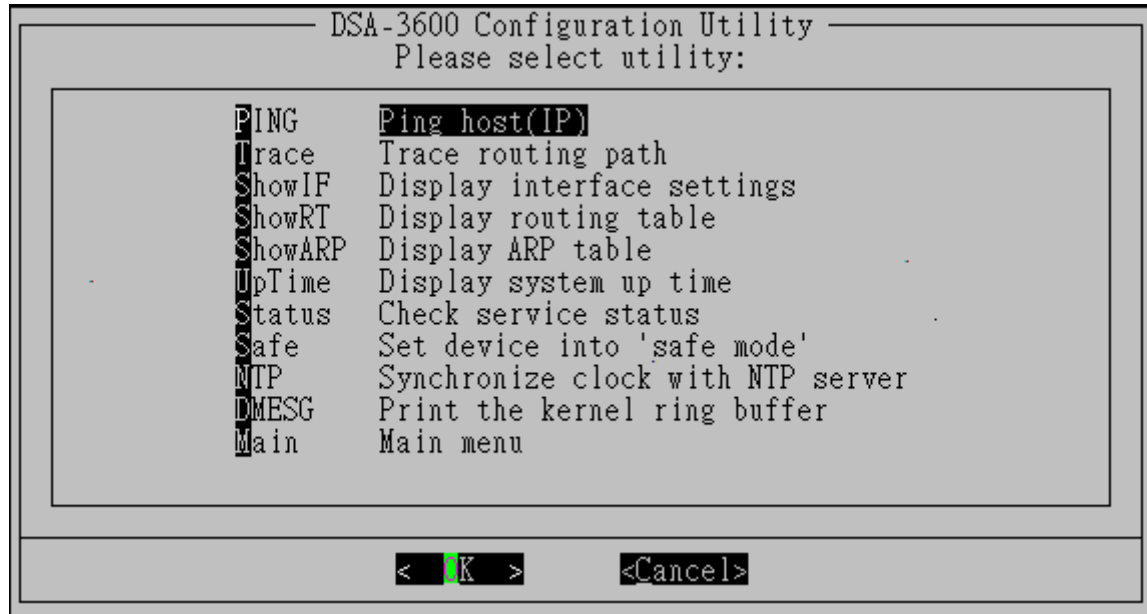 DSA-3600 Configuration Utility
Please select utility:
PING Ping host(IP)
Trace Trace routing path
ShowIF Display interface settings
ShowRT Display routing table
ShowARP Display ARP table
UpTime Display system up time
Status Check service status
Safe Set device into 'safe mode'
NTP Synchronize clock with NTP server
DMESG Print the kernel ring buffer
Main Main menu
< OK > <Cancel>